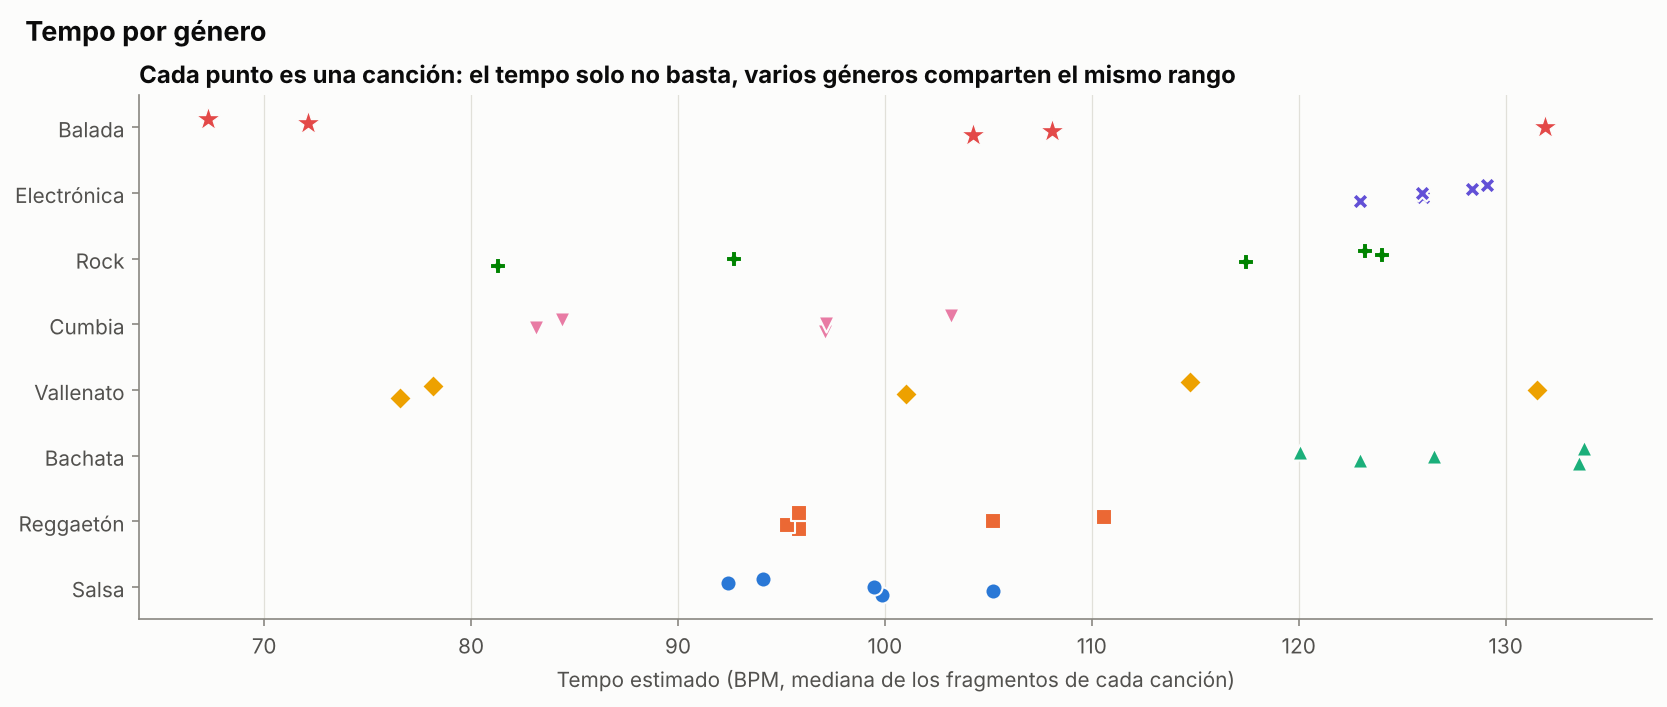 Tempo por género
Cada punto es una canción: el tempo solo no basta, varios géneros comparten el mismo rango
Balada
Electrónica
Rock
Cumbia
Vallenato
Bachata
Reggaetón
Salsa
70 80 90 100 110 120 130
Tempo estimado (BPM, mediana de los fragmentos de cada canción)